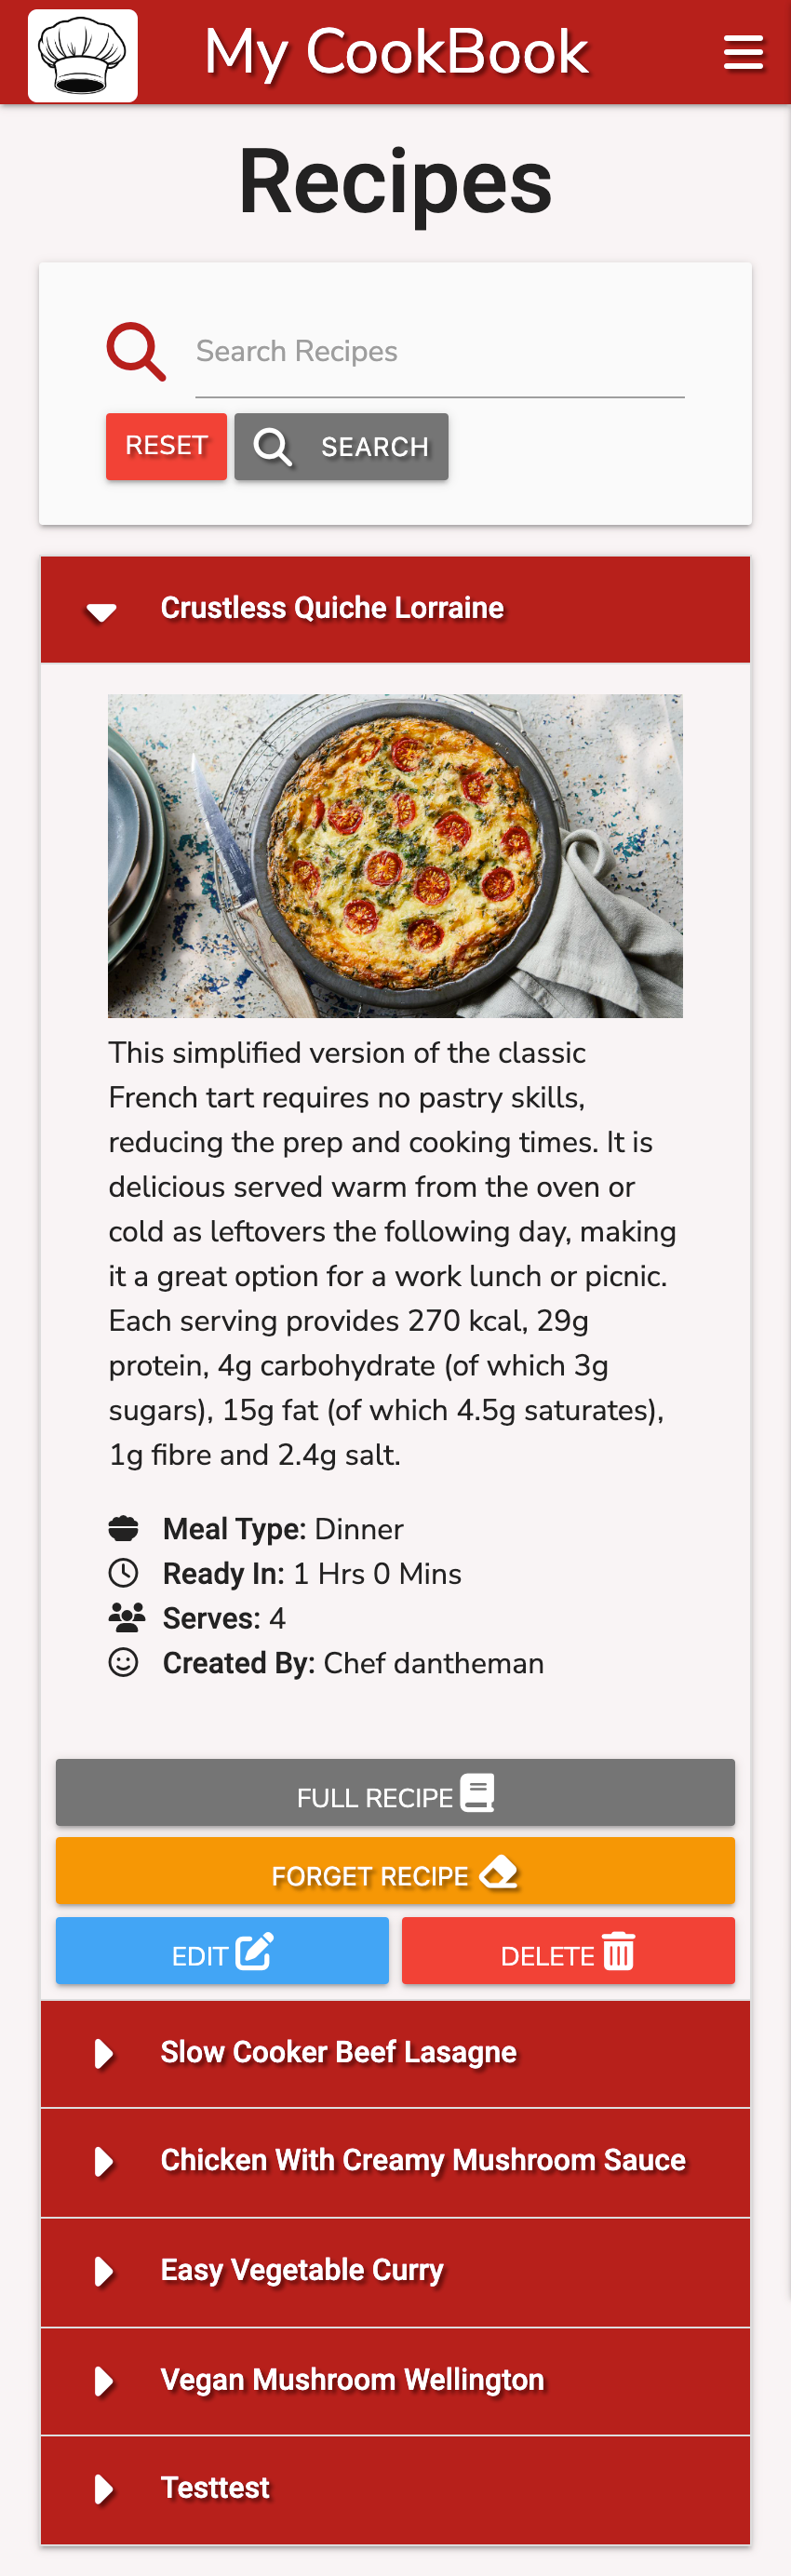 My CookBook
Recipes
Search Recipes
RESET
SEARCH
Crustless Quiche Lorraine
This simplified version of the classic
French tart requires no pastry skills,
reducing the prep and cooking times. It is
delicious served warm from the oven or
cold as leftovers the following day, making
it a great option for a work lunch or picnic.
Each serving provides 270 kcal, 29g
protein, 4g carbohydrate (of which 3g
sugars), 15g fat (of which 4.5g saturates),
1g fibre and 2.4g salt.
Meal Type: Dinner
Ready In: 1 Hrs 0 Mins
Serves: 4
Created By: Chef dantheman
FULL RECIPE
FORGET RECIPE
EDIT
DELETE
Slow Cooker Beef Lasagne
Chicken With Creamy Mushroom Sauce
Easy Vegetable Curry
Vegan Mushroom Wellington
Testtest